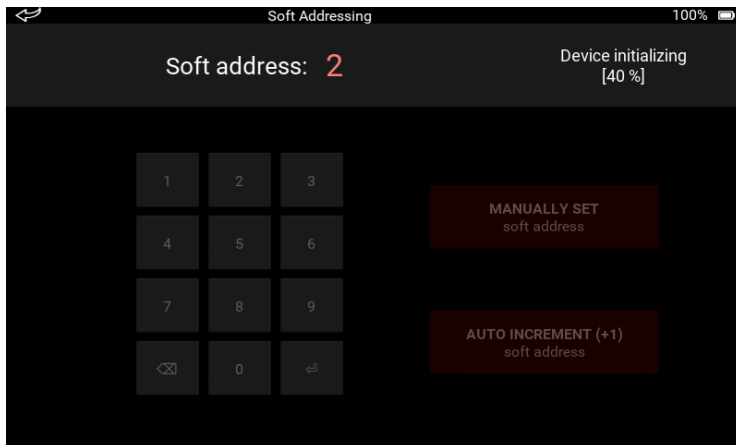 Soft Addressing
100%
Soft address: 2
Device initializing
[40 %]
1 2 3
4 5 6
7 8 9
0
MANUALLY SET
soft address
AUTO INCREMENT (+1)
soft address